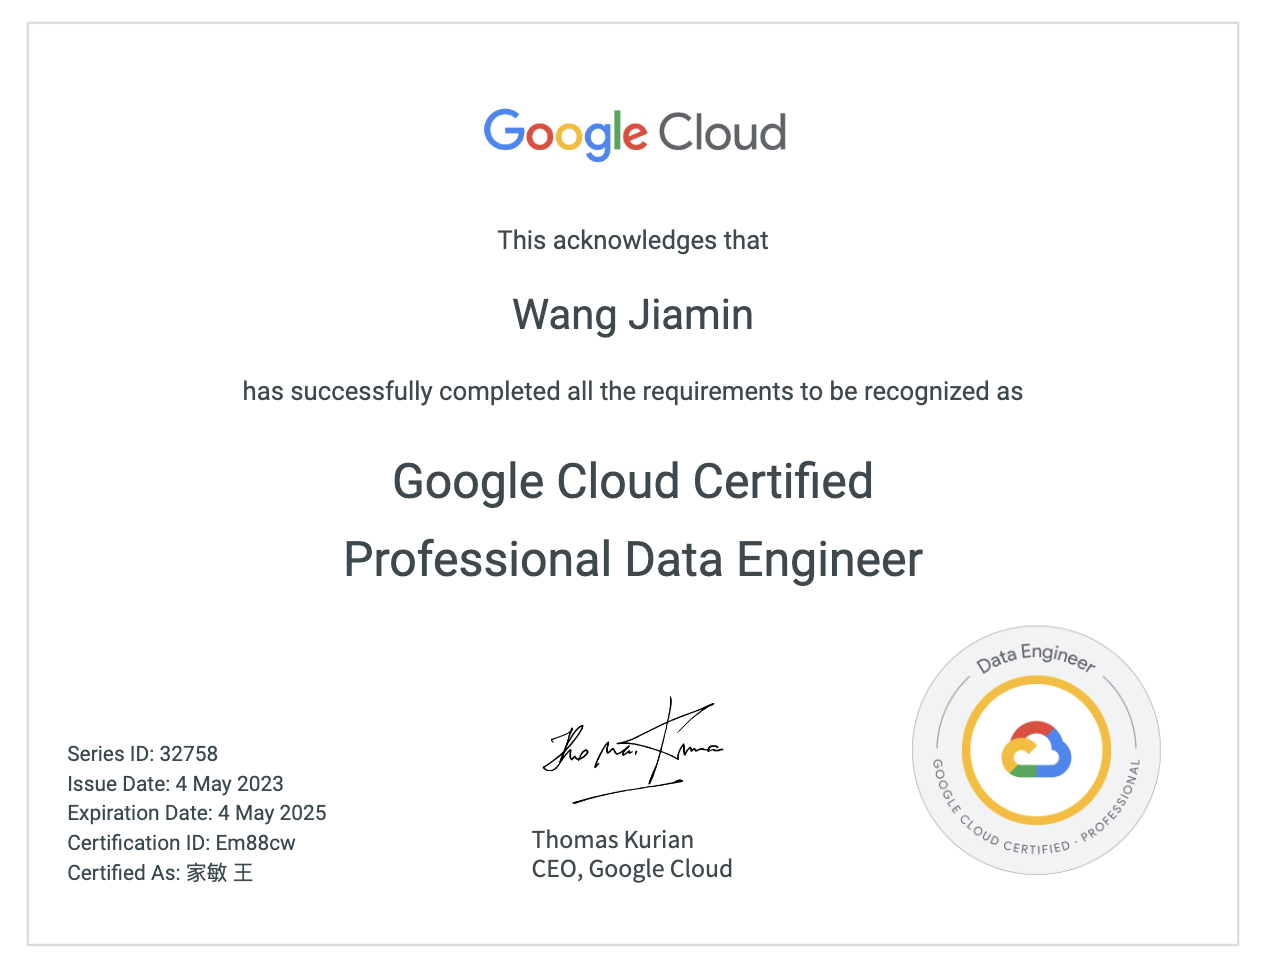 Google Cloud
This acknowledges that
Wang Jiamin
has successfully completed all the requirements to be recognized as
Google Cloud Certified
Professional Data Engineer
Series ID: 32758
Issue Date: 4 May 2023
Expiration Date: 4 May 2025
Certification ID: Em88cw
Certified As: 家敏 王
Thomas Kurian
CEO, Google Cloud
Data Engineer
GOOGLE CLOUD CERTIFIED · PROFESSIONAL